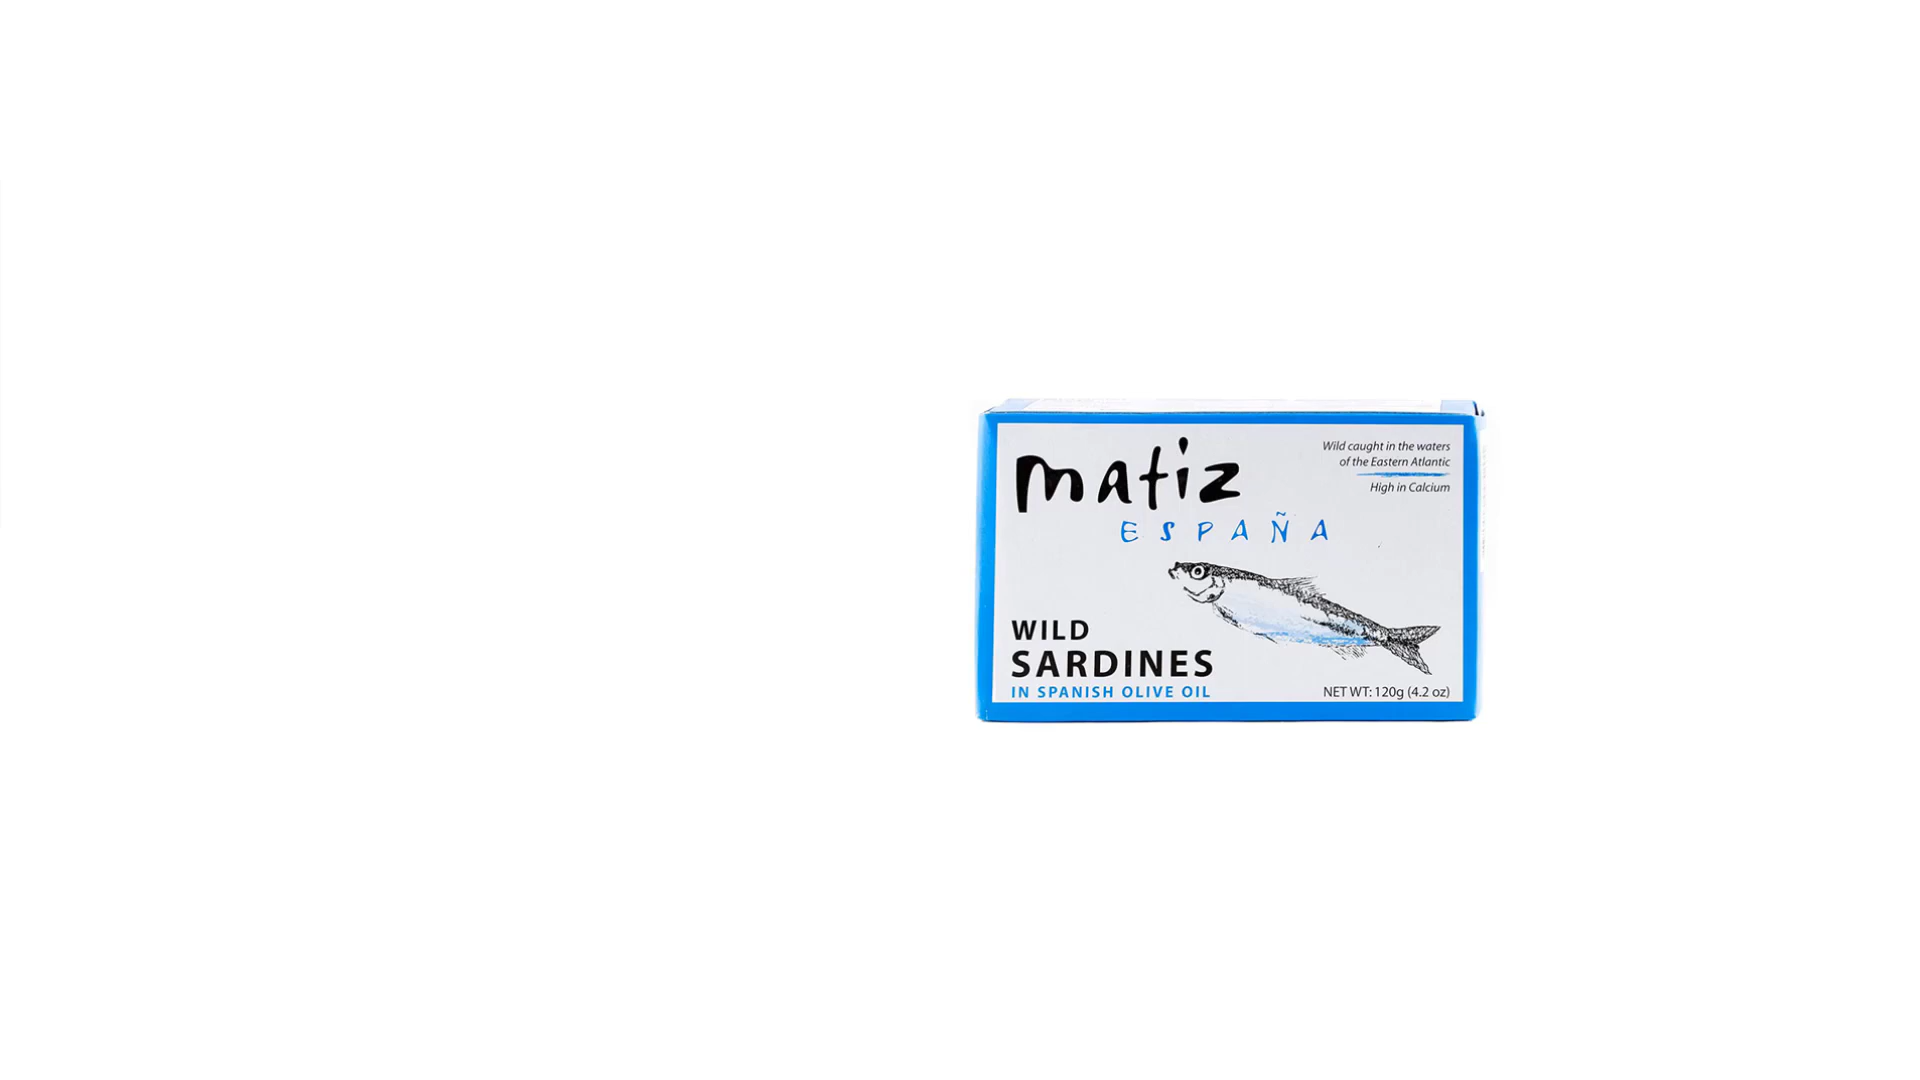 matiz
ESPAÑA
Wild caught in the waters
of the Eastern Atlantic
High in Calcium
WILD
SARDINES
IN SPANISH OLIVE OIL
NET WT: 120g (4.2 oz)